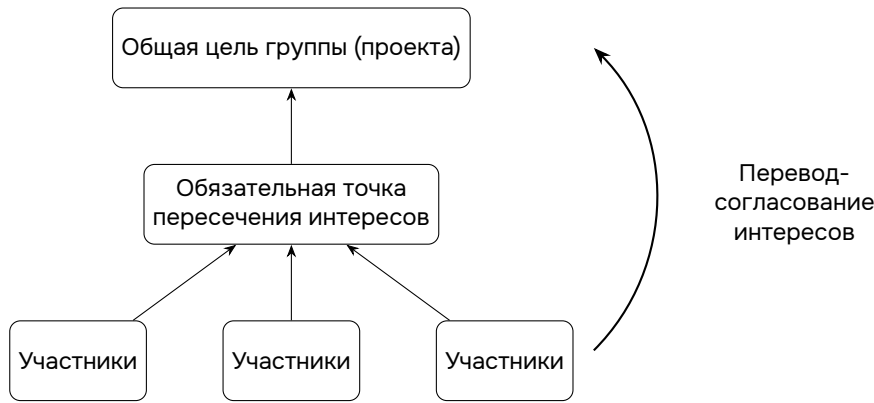 Общая цель группы (проекта)
Обязательная точка
пересечения интересов
Перевод-
согласование
интересов
Участники
Участники
Участники